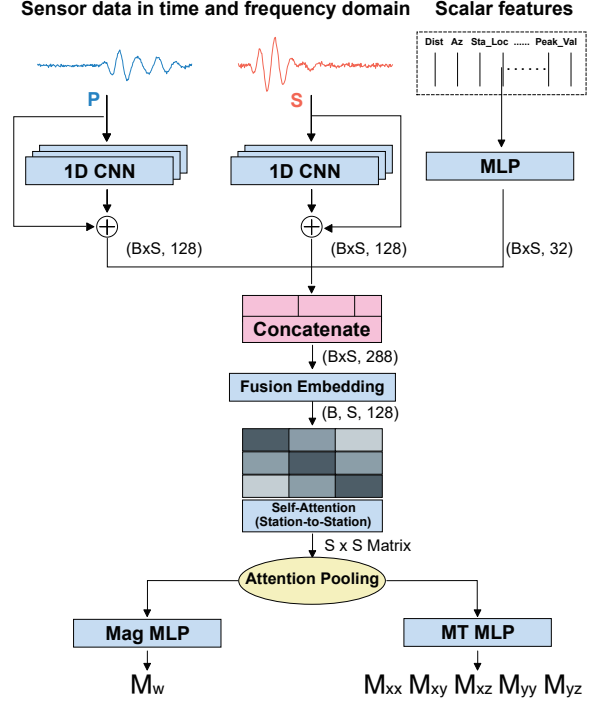 Sensor data in time and frequency domain
Scalar features
Dist Az Sta_Loc ...... Peak_Val
P
S
1D CNN
1D CNN
MLP
(BxS, 128)
(BxS, 128)
(BxS, 32)
Concatenate
(BxS, 288)
Fusion Embedding
(B, S, 128)
Self-Attention
(Station-to-Station)
S x S Matrix
Attention Pooling
Mag MLP
MT MLP
Mw
Mxx Mxy Mxz Myy Myz